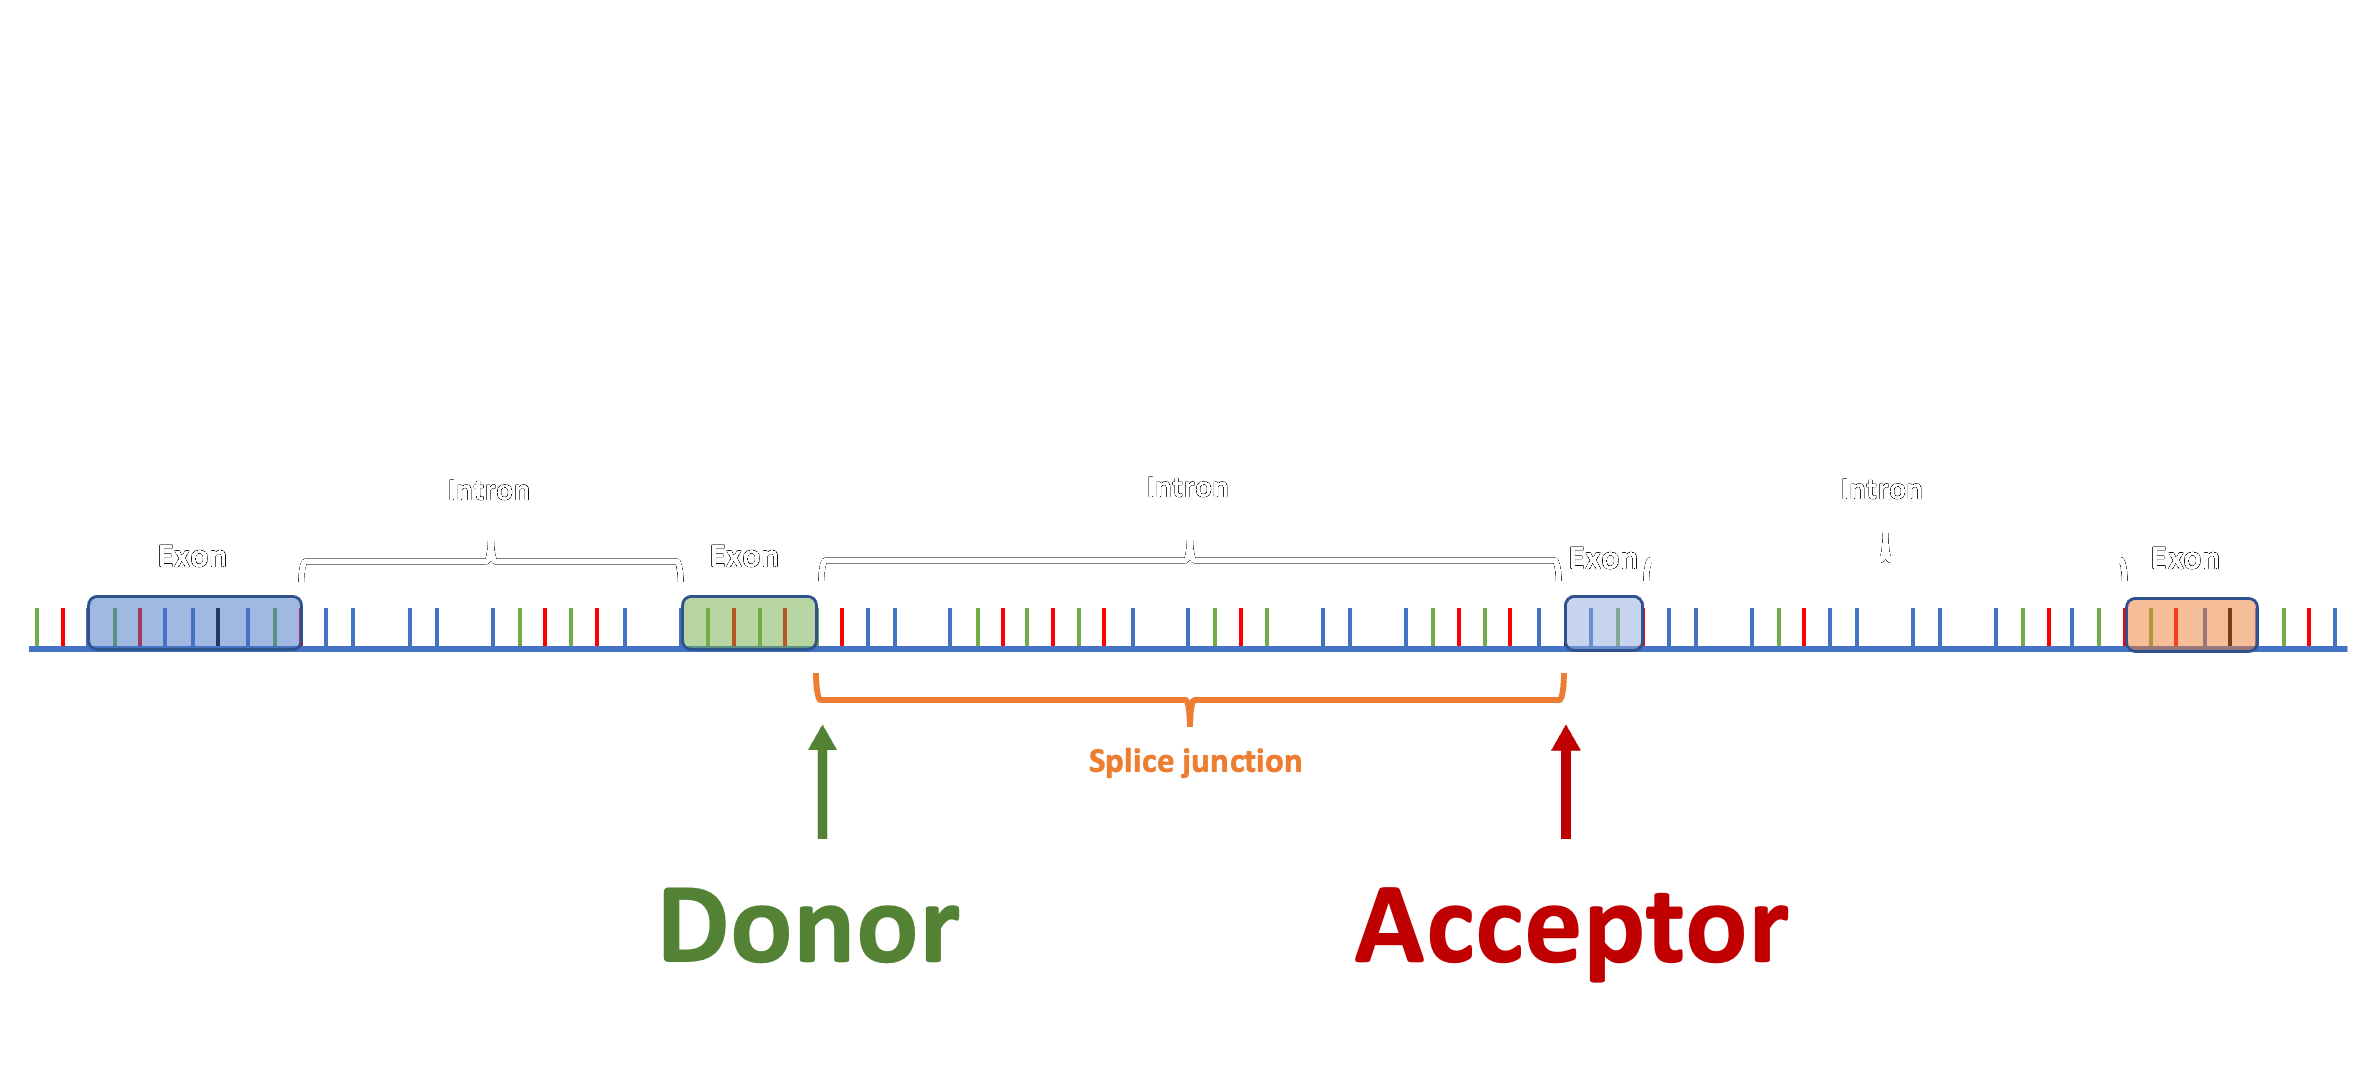 Intron
Intron
Intron
Exon
Exon
Exon
Exon
Splice junction
Donor
Acceptor